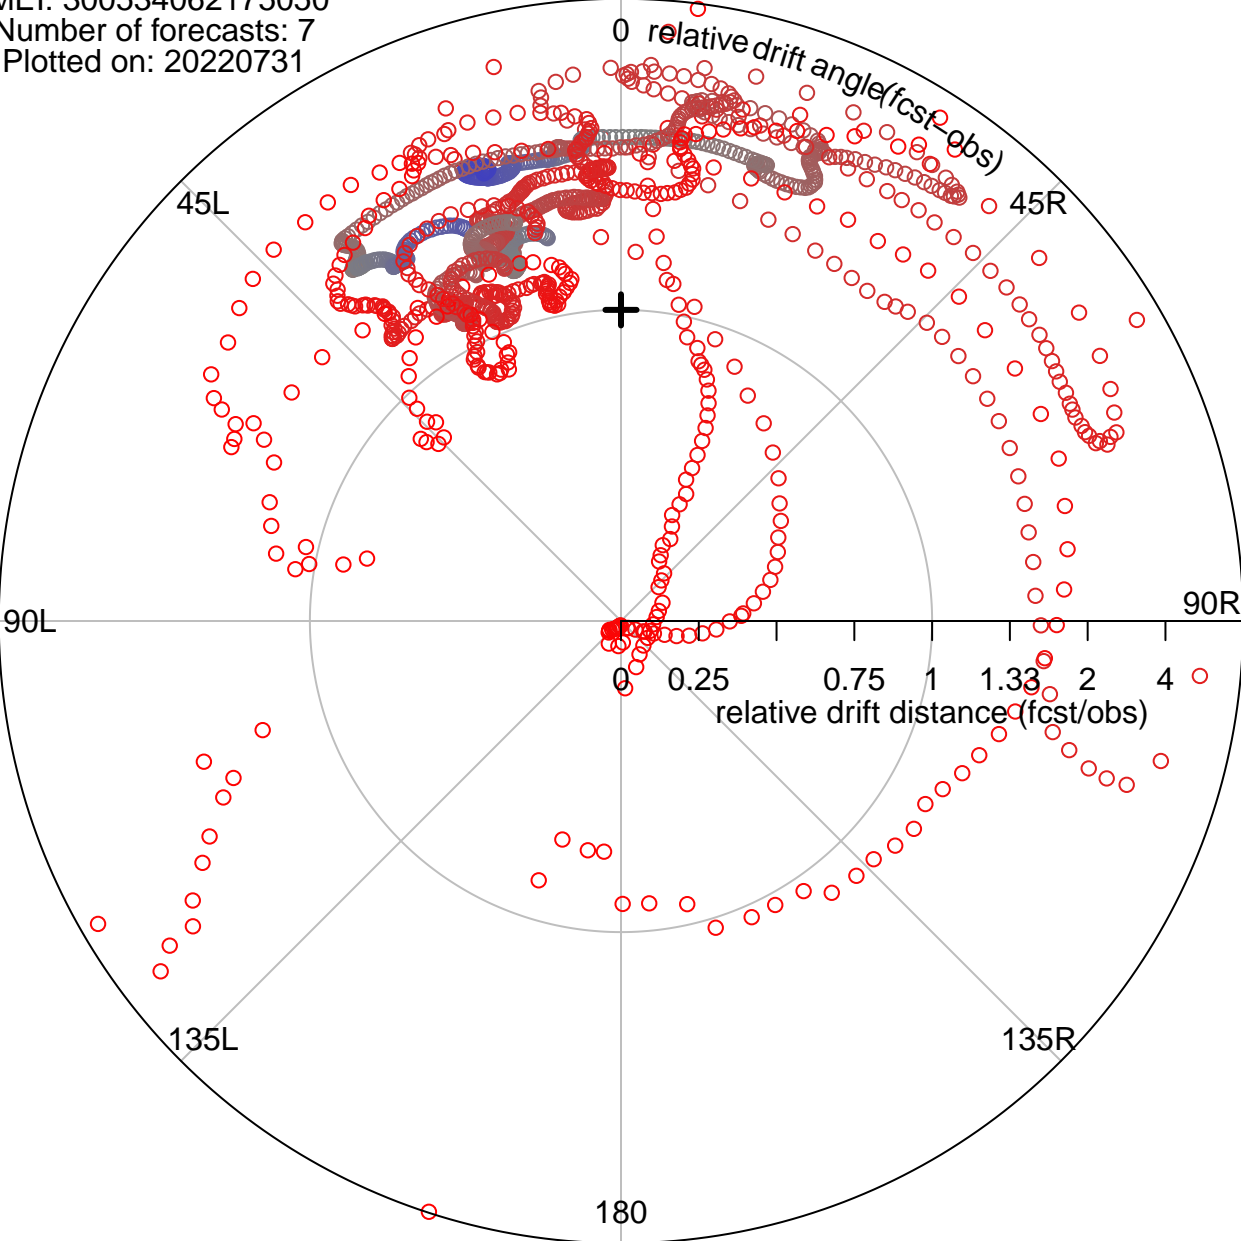 Number of forecasts: 7
Plotted on: 20220731
0
relative drift angle(fcst–obs)
45L
45R
90L
90R
0 0.25 0.75 1 1.33 2 4
relative drift distance (fcst/obs)
135L
135R
180